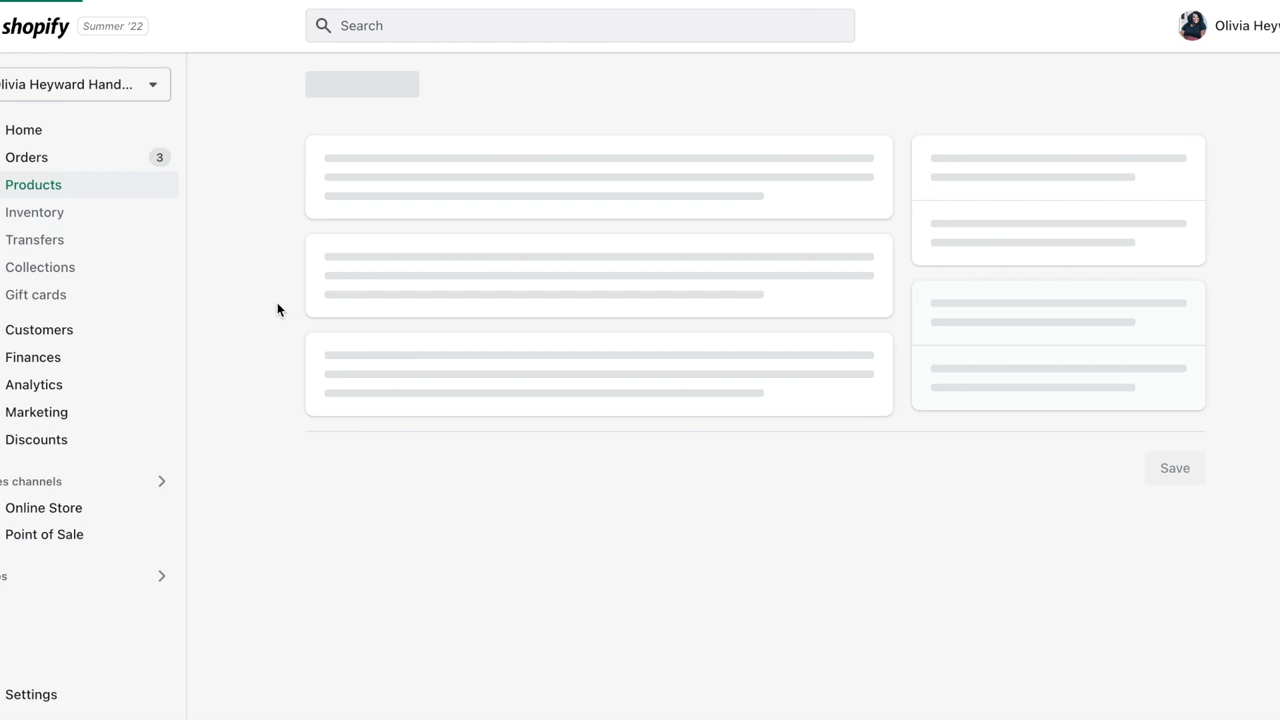 shopify Summer '22
Search
Olivia Hey
livia Heyward Hand...
Home
Orders 3
Products
Inventory
Transfers
Collections
Gift cards
Customers
Finances
Analytics
Marketing
Discounts
es channels
Online Store
Point of Sale
s
Settings
Save